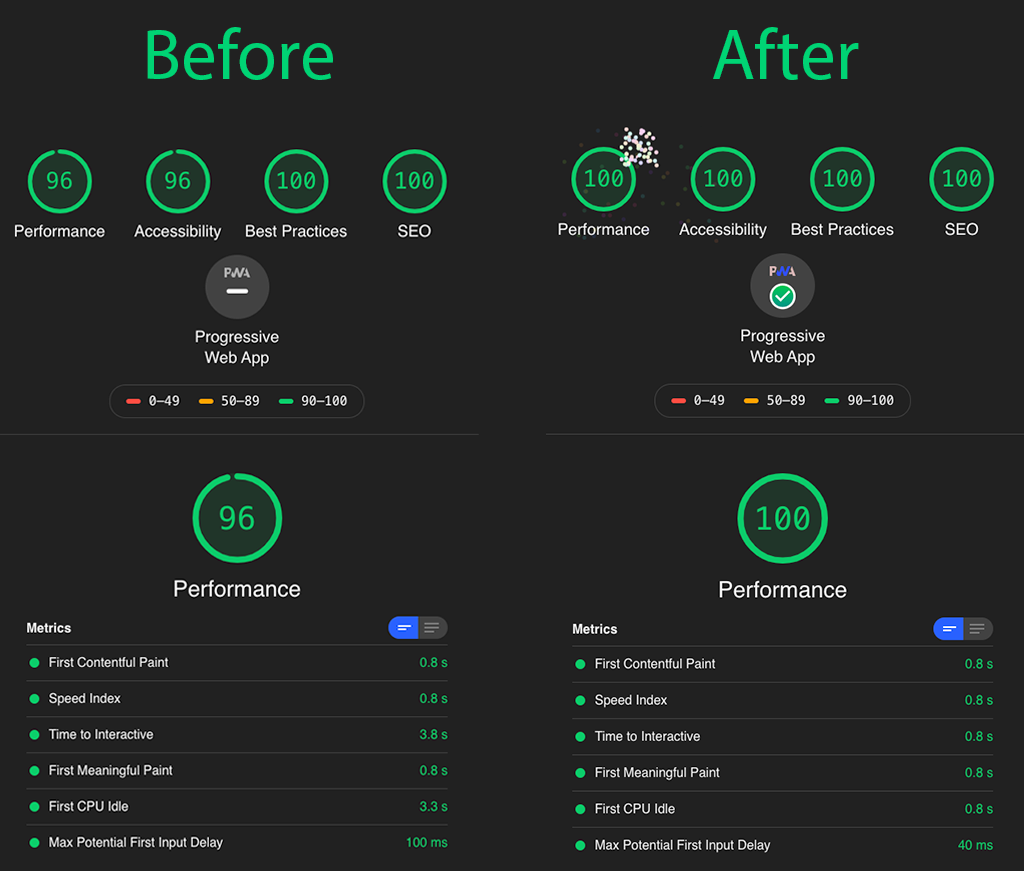 Before
96
96
100
100
Performance
Accessibility
Best Practices
SEO
PWA
Progressive
Web App
0–49 50–89 90–100
96
Performance
Metrics
First Contentful Paint 0.8 s
Speed Index 0.8 s
Time to Interactive 3.8 s
First Meaningful Paint 0.8 s
First CPU Idle 3.3 s
Max Potential First Input Delay 100 ms
After
100
100
100
100
Performance
Accessibility
Best Practices
SEO
PWA
Progressive
Web App
0–49 50–89 90–100
100
Performance
Metrics
First Contentful Paint 0.8 s
Speed Index 0.8 s
Time to Interactive 0.8 s
First Meaningful Paint 0.8 s
First CPU Idle 0.8 s
Max Potential First Input Delay 40 ms